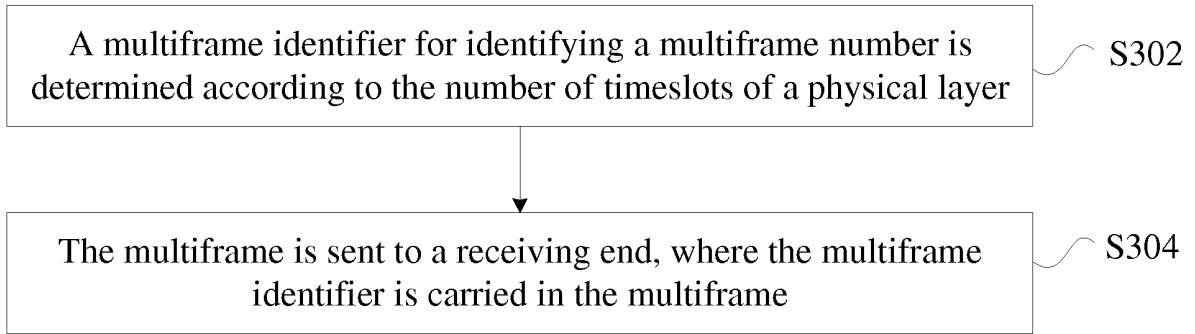 A multiframe identifier for identifying a multiframe number is
determined according to the number of timeslots of a physical layer
S302
The multiframe is sent to a receiving end, where the multiframe
identifier is carried in the multiframe
S304